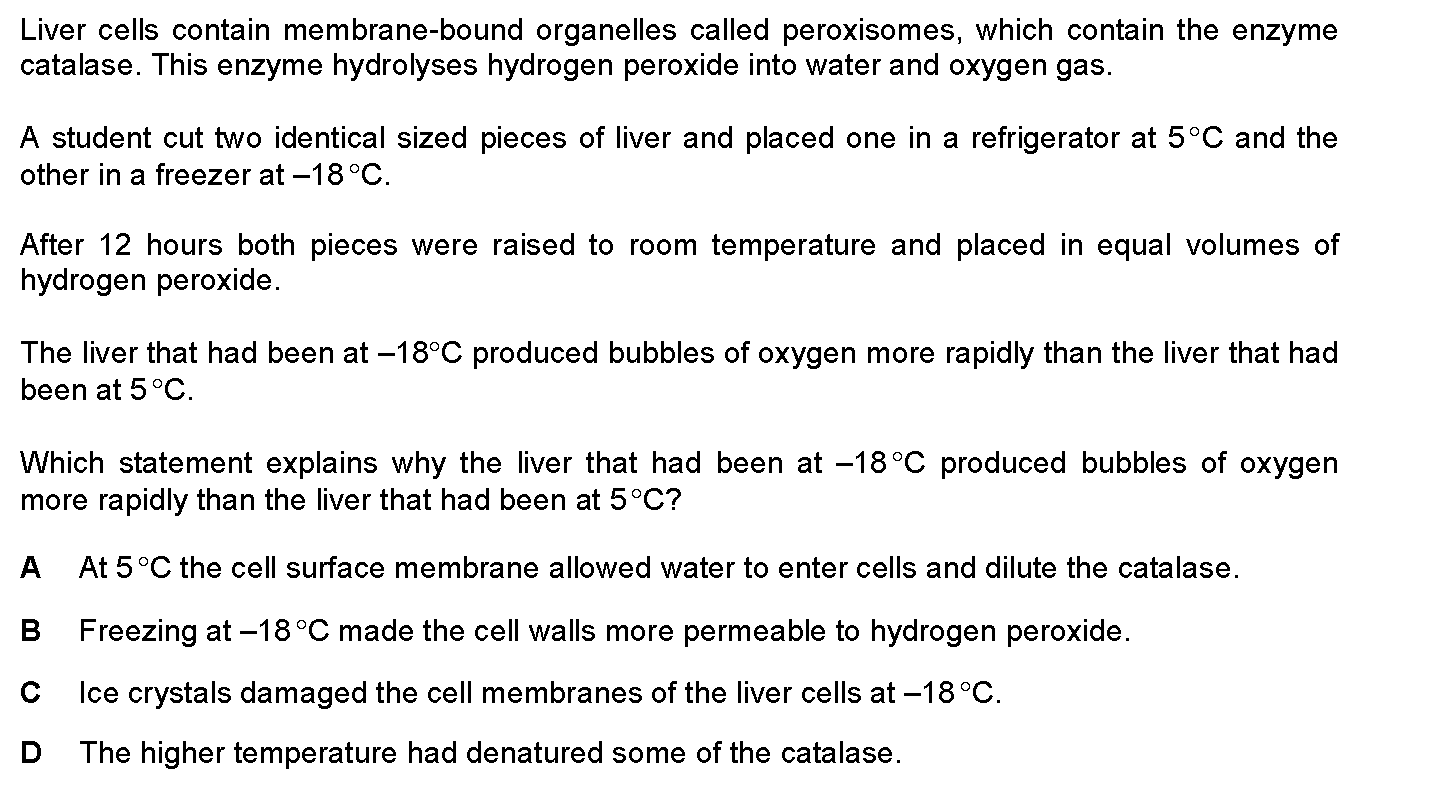 Liver cells contain membrane-bound organelles called peroxisomes, which contain the enzyme
catalase. This enzyme hydrolyses hydrogen peroxide into water and oxygen gas.
A student cut two identical sized pieces of liver and placed one in a refrigerator at 5 °C and the
other in a freezer at –18 °C.
After 12 hours both pieces were raised to room temperature and placed in equal volumes of
hydrogen peroxide.
The liver that had been at –18°C produced bubbles of oxygen more rapidly than the liver that had
been at 5 °C.
Which statement explains why the liver that had been at –18 °C produced bubbles of oxygen
more rapidly than the liver that had been at 5 °C?
A At 5 °C the cell surface membrane allowed water to enter cells and dilute the catalase.
B Freezing at –18 °C made the cell walls more permeable to hydrogen peroxide.
C Ice crystals damaged the cell membranes of the liver cells at –18 °C.
D The higher temperature had denatured some of the catalase.